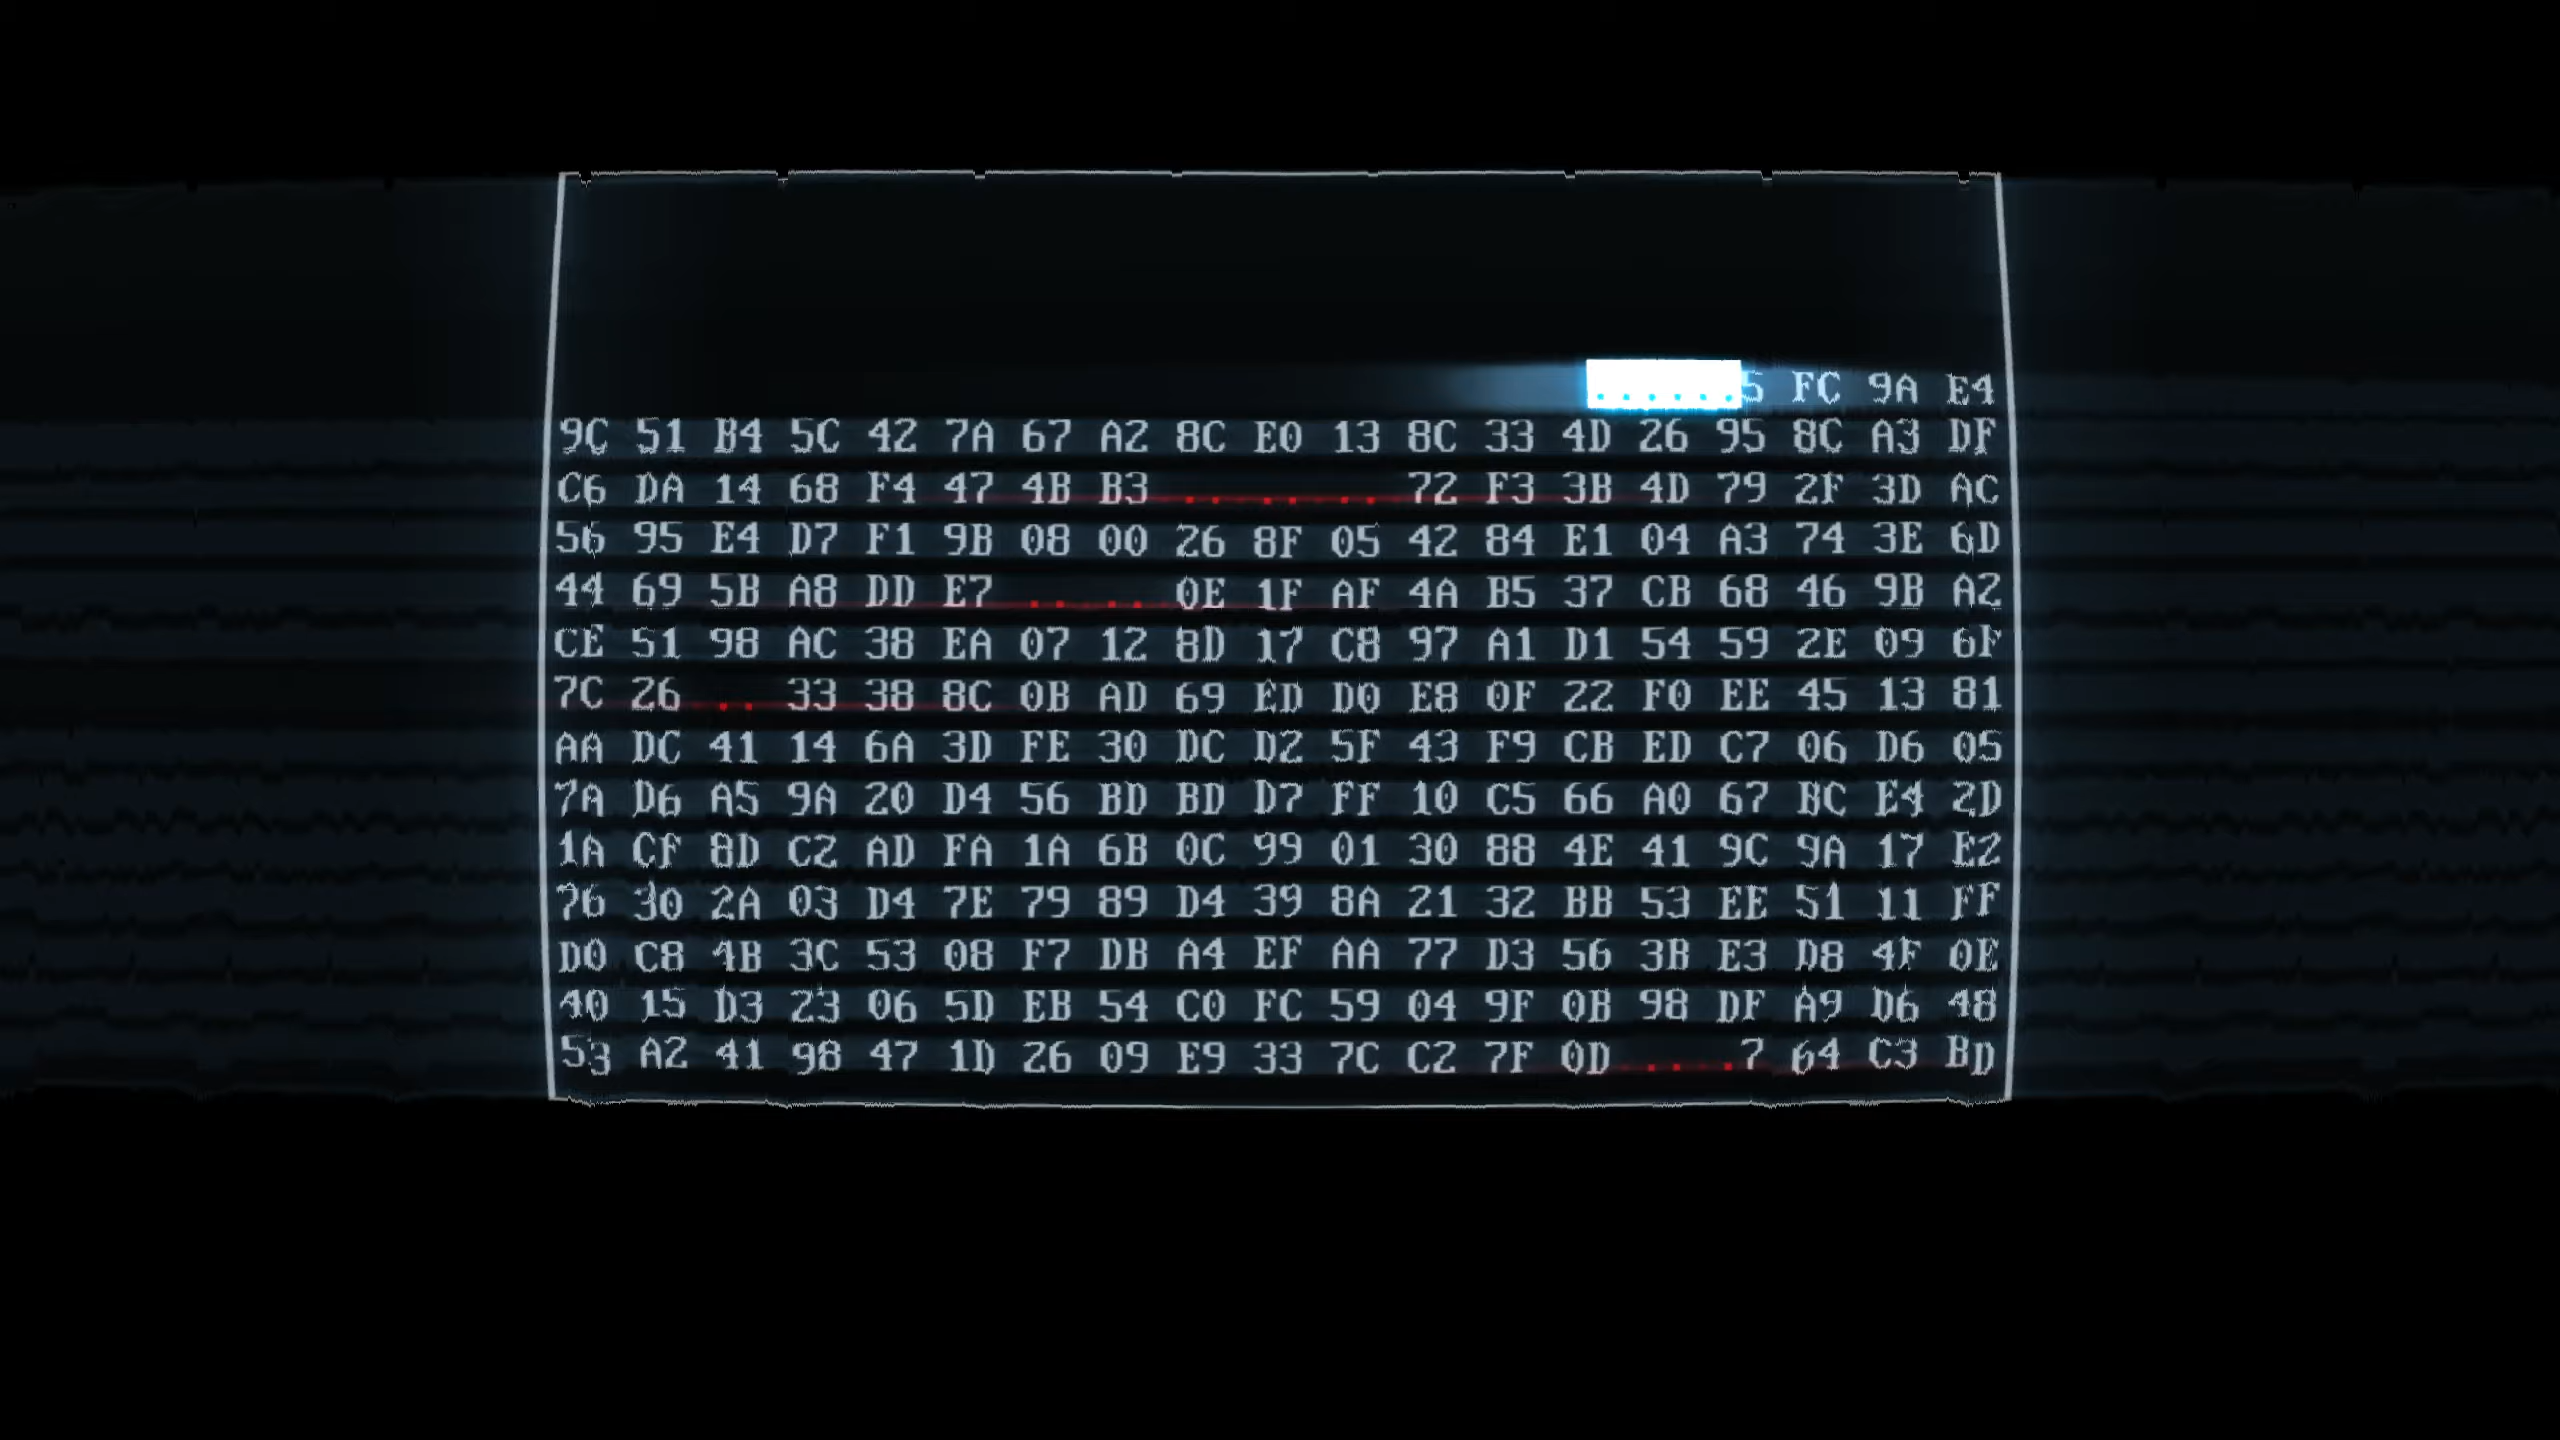 . . . . . .5 FC 9A E4
9C 51 B4 5C 42 7A 67 A2 8C E0 13 8C 33 4D 26 95 8C A3 DF
C6 DA 14 68 F4 47 4B B3 .. .. .. 72 F3 3B 4D 79 2F 3D AC
56 95 E4 D7 F1 9B 08 00 26 8F 05 42 84 E1 04 A3 74 3E 6D
44 69 5B A8 DD E7 .. .. 0E 1F AF 4A B5 37 CB 68 46 9B A2
CE 51 98 AC 38 EA 07 12 8D 17 C8 97 A1 D1 54 59 2E 09 6F
7C 26 .. 33 38 8C 0B AD 69 ED D0 E8 0F 22 F0 EE 45 13 81
AA DC 41 14 6A 3D FE 30 DC D2 5F 43 F9 CB ED C7 06 D6 05
7A D6 A5 9A 20 D4 56 BD BD D7 FF 10 C5 66 A0 67 BC E4 2D
1A CF 8D C2 AD FA 1A 6B 0C 99 01 30 88 4E 41 9C 9A 17 E2
76 30 2A 03 D4 7E 79 89 D4 39 8A 21 32 BB 53 EE 51 11 FF
D0 C8 4B 3C 53 08 F7 DB A4 EF AA 77 D3 56 3B E3 D8 4F 0E
40 15 D3 23 06 5D EB 54 C0 FC 59 04 9F 0B 98 DF A9 D6 48
53 A2 41 98 47 1D 26 09 E9 33 7C C2 7F 0D .. .7 64 C3 BD